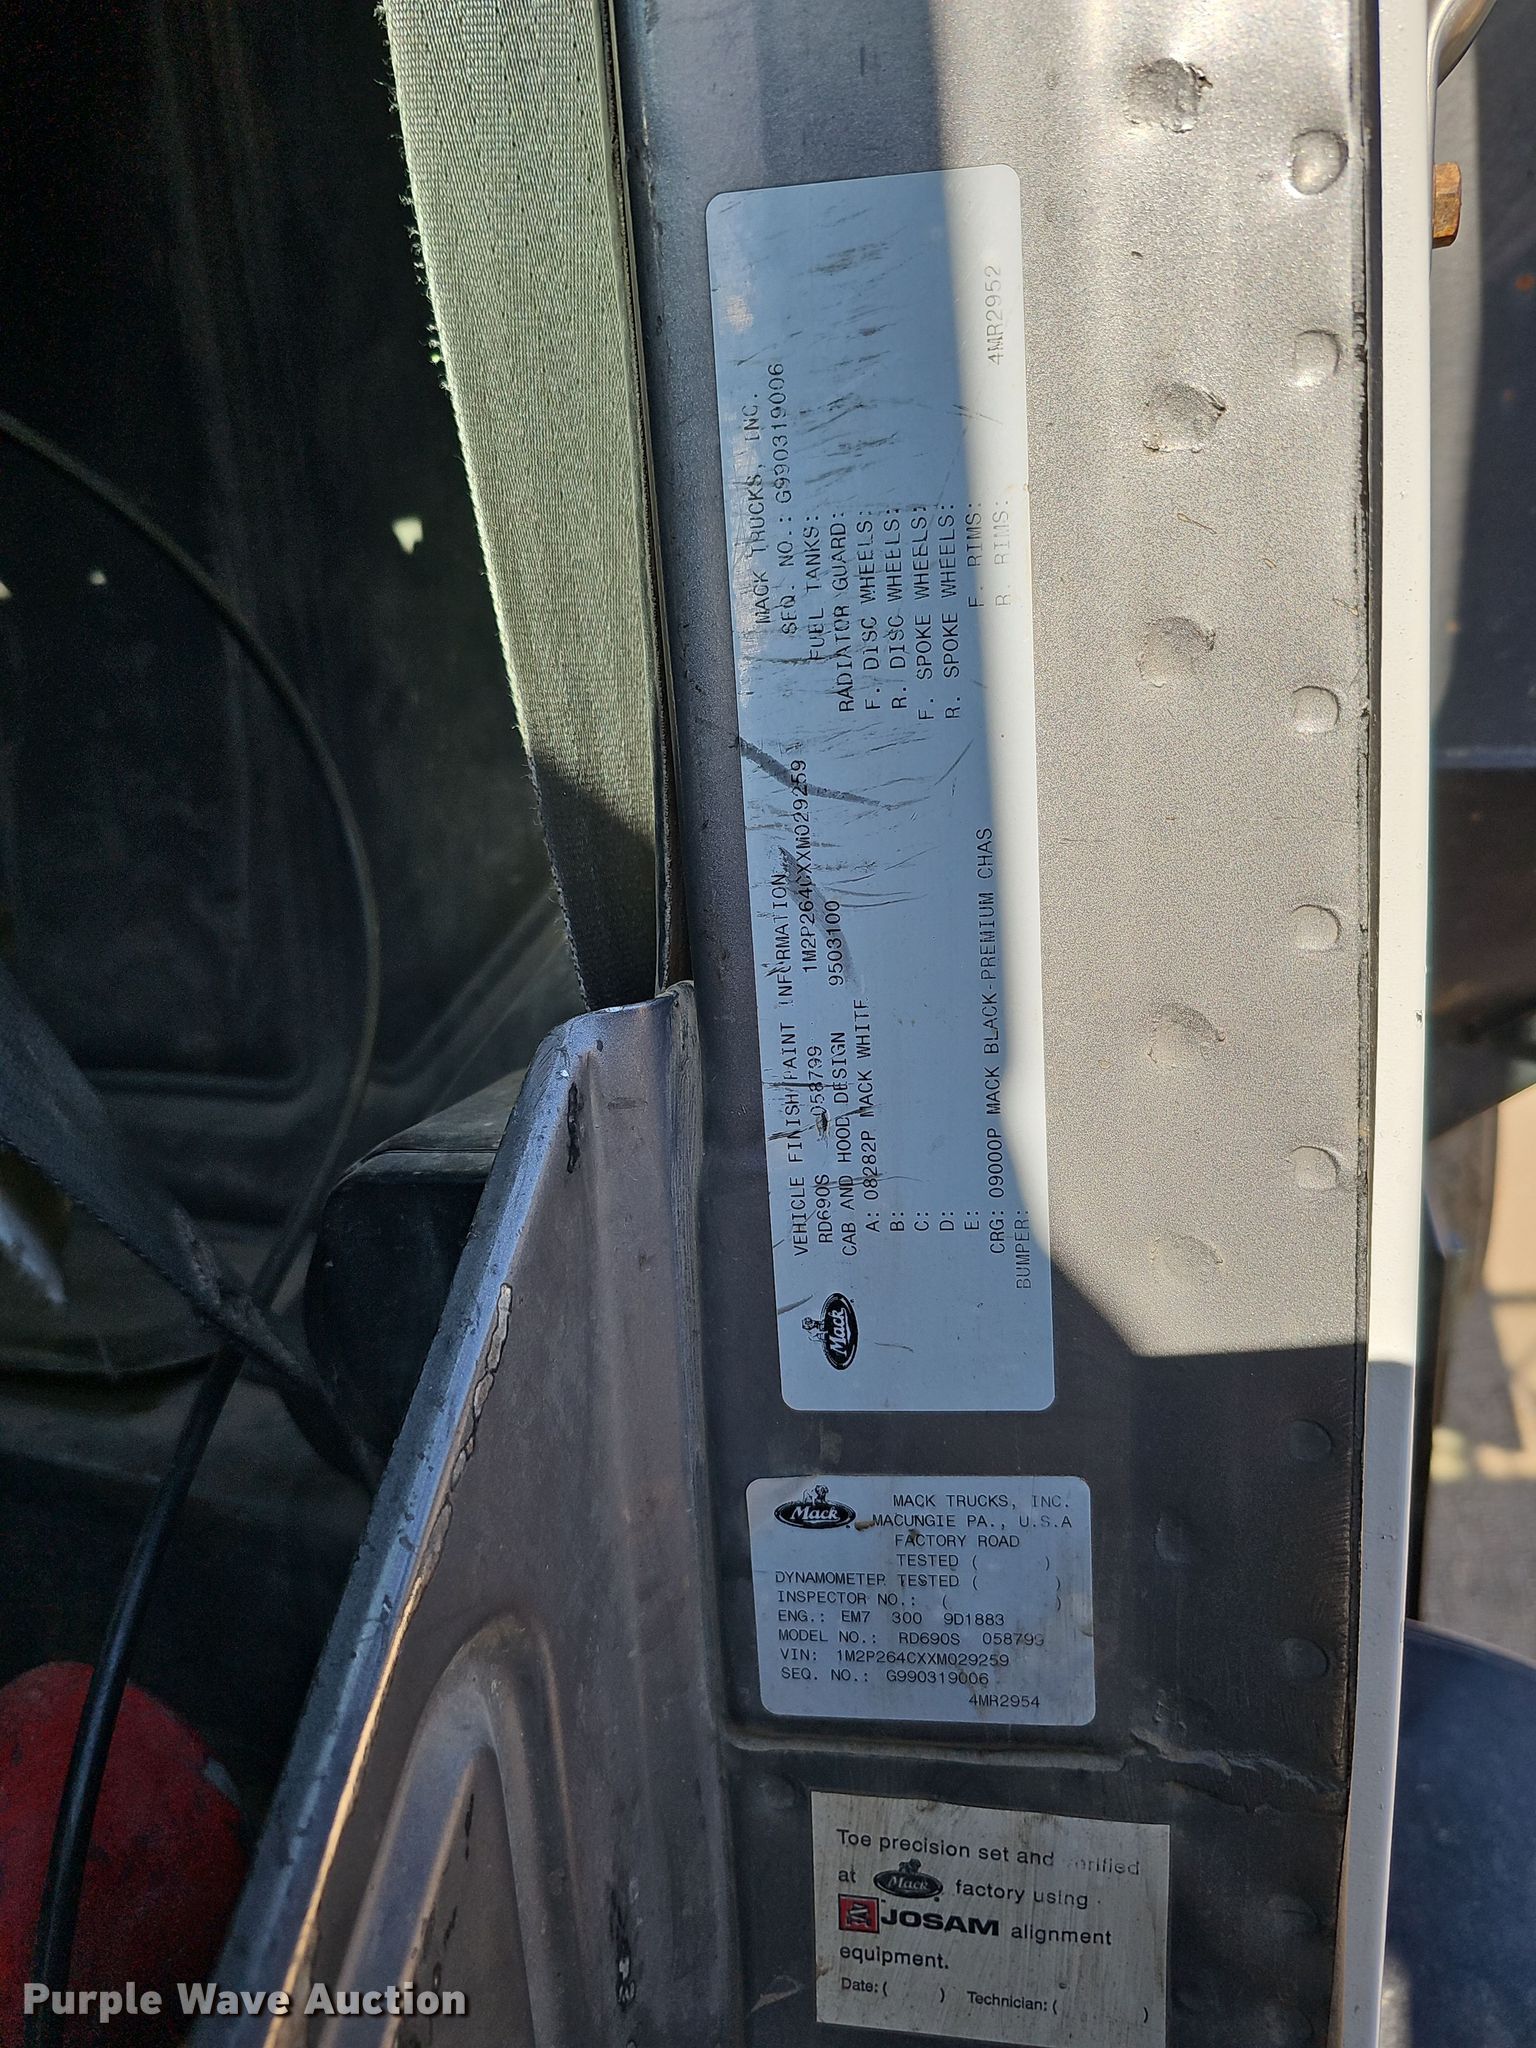 MACK TRUCKS, INC.
VEHICLE FINISH/PAINT INFORMATION
SEQ. NO.: G990319006
RD690S 058799 1M2P264CXXM029259
FUEL TANKS:
CAB AND HOOD DESIGN 9503100
RADIATOR GUARD:
A: 08282P MACK WHITE
F. DISC WHEELS:
B:
R. DISC WHEELS:
C:
F. SPOKE WHEELS:
D:
R. SPOKE WHEELS:
E:
F. RIMS:
CRG: 09000P MACK BLACK-PREMIUM CHAS
R. RIMS:
BUMPER:
4MR2952
Mack
Mack
MACK TRUCKS, INC.
MACUNGIE PA., U.S.A
FACTORY ROAD
TESTED ( )
DYNAMOMETER TESTED ( )
INSPECTOR NO.: ( )
ENG.: EM7 300 9D1883
MODEL NO.: RD690S 058799
VIN: 1M2P264CXXM029259
SEQ. NO.: G990319006
4MR2954
Toe precision set and verified
at Mack factory using
JOSAM alignment
equipment.
Date: ( ) Technician: ( )
Purple Wave Auction